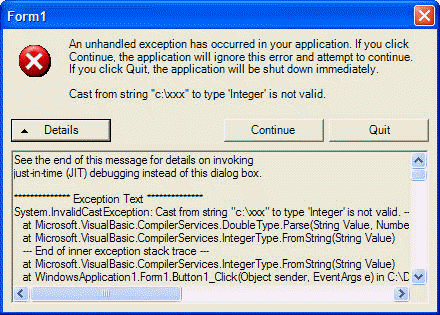 Form1
An unhandled exception has occurred in your application. If you click
Continue, the application will ignore this error and attempt to continue.
If you click Quit, the application will be shut down immediately.
Cast from string "c:\xxx" to type 'Integer' is not valid.
Details
Continue
Quit
See the end of this message for details on invoking
just-in-time (JIT) debugging instead of this dialog box.
************** Exception Text **************
System.InvalidCastException: Cast from string "c:\xxx" to type 'Integer' is not valid. --
at Microsoft.VisualBasic.CompilerServices.DoubleType.Parse(String Value, Numbe
at Microsoft.VisualBasic.CompilerServices.IntegerType.FromString(String Value)
--- End of inner exception stack trace ---
at Microsoft.VisualBasic.CompilerServices.IntegerType.FromString(String Value)
at WindowsApplication1.Form1.Button1_Click(Object sender, EventArgs e) in C:\D